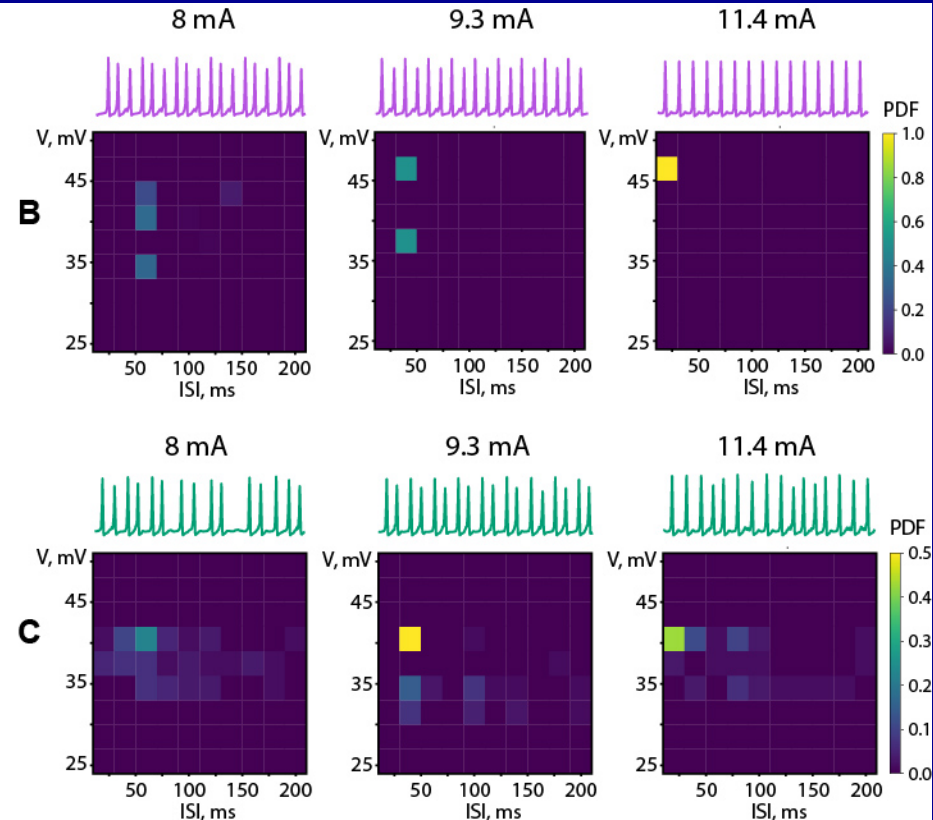 8 mA 9.3 mA 11.4 mA
PDF
V, mV V, mV V, mV 1.0
0.8
45 45 45
B
0.6
0.4
35 35 35
0.2
25 25 25 0.0
50 100 150 200 50 100 150 200 50 100 150 200
ISI, ms ISI, ms ISI, ms
8 mA 9.3 mA 11.4 mA
PDF
V, mV V, mV V, mV 0.5
45 45 45
0.4
C
0.3
35 35 35
0.2
0.1
25 25 25 0.0
50 100 150 200 50 100 150 200 50 100 150 200
ISI, ms ISI, ms ISI, ms